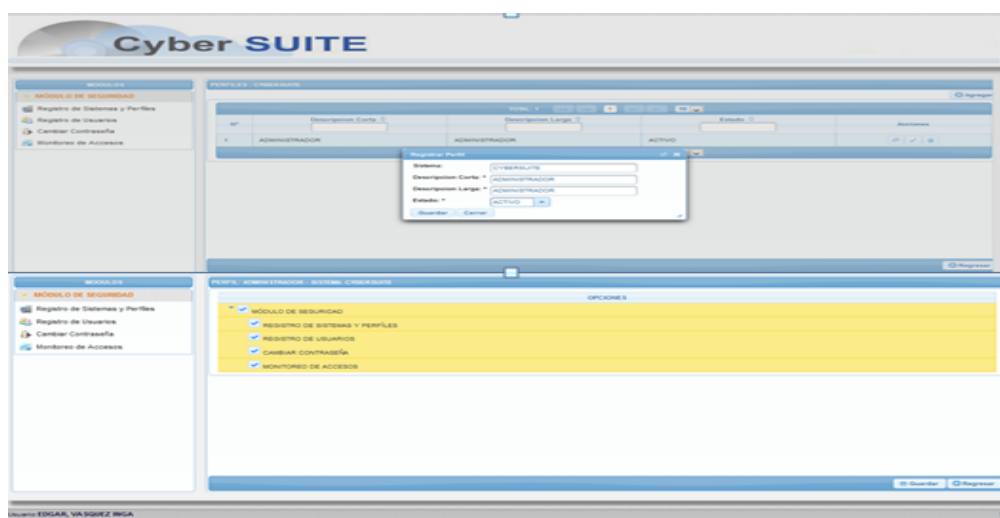 Cyber SUITE
MODULOS
MÓDULO DE SEGURIDAD
Registro de Sistemas y Perfiles
Registro de Usuarios
Cambiar Contraseña
Monitoreo de Accesos
PERFILES - CYBERSUITE
Agregar
TOTAL: 1
1
10
N°
Descripcion Corta
Descripcion Larga
Estado
Acciones
1 ADMINISTRADOR ADMINISTRADOR ACTIVO
Registrar Perfil
Sistema: CYBERSUITE
Descripcion Corta: * ADMINISTRADOR
Descripcion Larga: * ADMINISTRADOR
Estado: * ACTIVO
Guardar Cerrar
Regresar
MODULOS
MÓDULO DE SEGURIDAD
Registro de Sistemas y Perfiles
Registro de Usuarios
Cambiar Contraseña
Monitoreo de Accesos
PERFIL: ADMINISTRADOR - SISTEMA: CYBERSUITE
OPCIONES
MÓDULO DE SEGURIDAD
REGISTRO DE SISTEMAS Y PERFILES
REGISTRO DE USUARIOS
CAMBIAR CONTRASEÑA
MONITOREO DE ACCESOS
Guardar Regresar
Usuario: EDGAR, VASQUEZ INGA